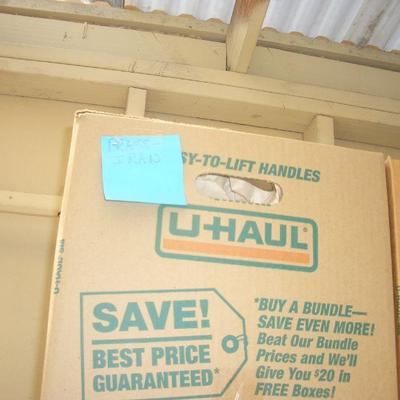 SY-TO-LIFT HANDLES
U-HAUL
U-HAUL
SAVE!
BEST PRICE
GUARANTEED*
*BUY A BUNDLE—
SAVE EVEN MORE!
Beat Our Bundle
Prices and We'll
Give You $20 in
FREE Boxes!